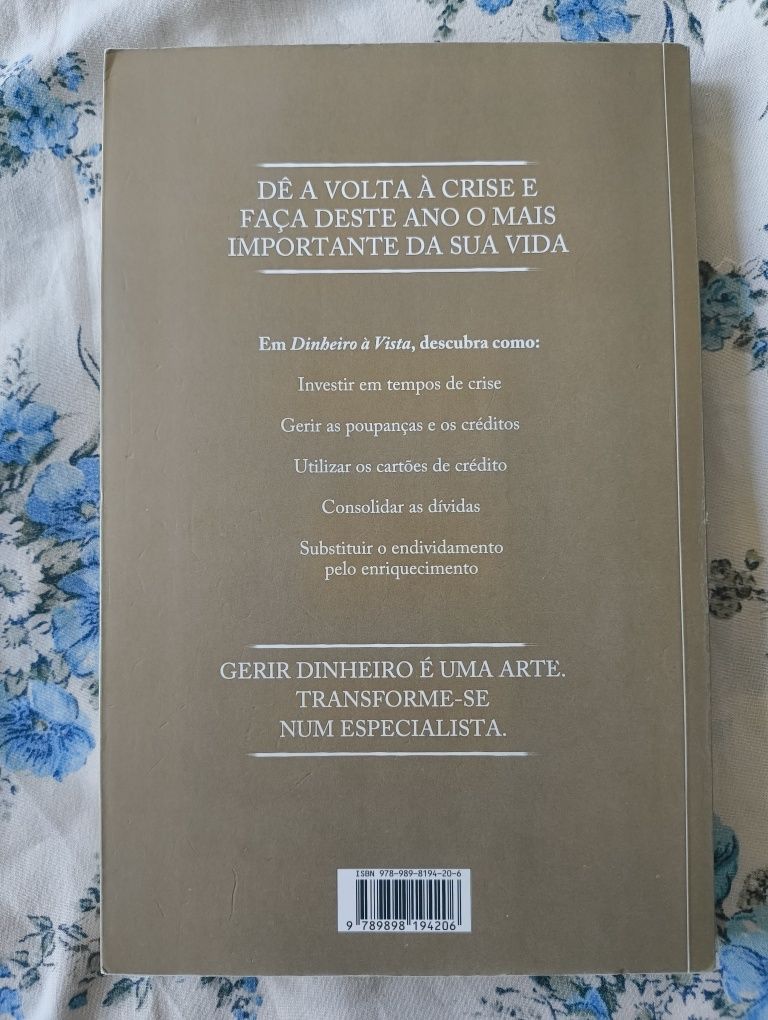 DÊ A VOLTA À CRISE E
FAÇA DESTE ANO O MAIS
IMPORTANTE DA SUA VIDA
Em Dinheiro à Vista, descubra como:
Investir em tempos de crise
Gerir as poupanças e os créditos
Utilizar os cartões de crédito
Consolidar as dívidas
Substituir o endividamento
pelo enriquecimento
GERIR DINHEIRO É UMA ARTE.
TRANSFORME-SE
NUM ESPECIALISTA.
ISBN 978-989-8194-20-6
9 789898 194206